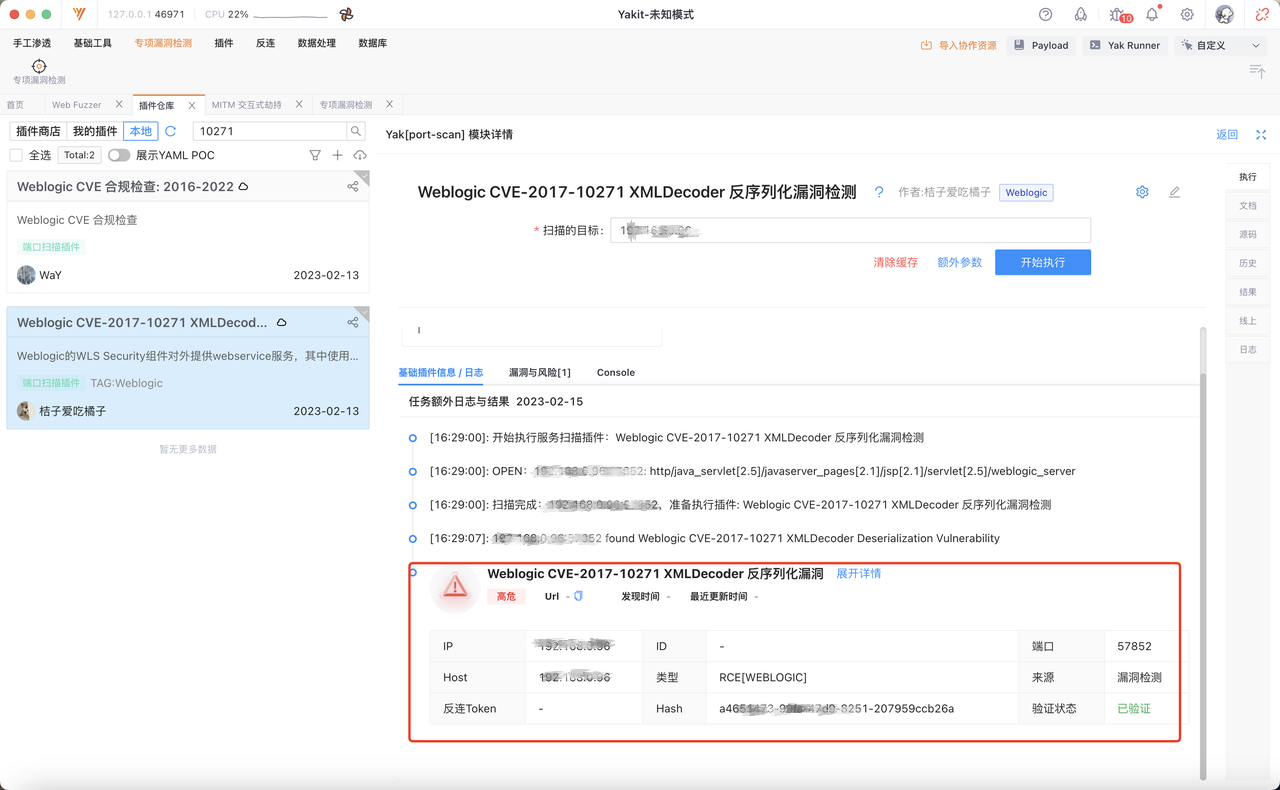 127.0.0.1 46971 CPU 22% Yakit-未知模式 10
手工渗透 基础工具 专项漏洞检测 插件 反连 数据处理 数据库 导入协作资源 Payload Yak Runner 自定义
专项漏洞检测
首页 Web Fuzzer 插件仓库 MITM 交互式劫持 专项漏洞检测
插件商店 我的插件 本地 10271
全选 Total:2 展示YAML POC
Weblogic CVE 合规检查: 2016-2022
Weblogic CVE 合规检查
端口扫描插件
WaY 2023-02-13
Weblogic CVE-2017-10271 XMLDecod...
Weblogic的WLS Security组件对外提供webservice服务，其中使用...
端口扫描插件 TAG:Weblogic
桔子爱吃橘子 2023-02-13
暂无更多数据
Yak[port-scan] 模块详情 返回
Weblogic CVE-2017-10271 XMLDecoder 反序列化漏洞检测 ? 作者:桔子爱吃橘子 Weblogic
* 扫描的目标:
清除缓存 额外参数 开始执行
执行
文档
源码
历史
结果
线上
日志
基础插件信息 / 日志 漏洞与风险[1] Console
任务额外日志与结果 2023-02-15
[16:29:00]: 开始执行服务扫描插件：Weblogic CVE-2017-10271 XMLDecoder 反序列化漏洞检测
[16:29:00]: OPEN: http/java_servlet[2.5]/javaserver_pages[2.1]/jsp[2.1]/servlet[2.5]/weblogic_server
[16:29:00]: 扫描完成: ，准备执行插件: Weblogic CVE-2017-10271 XMLDecoder 反序列化漏洞检测
[16:29:07]: found Weblogic CVE-2017-10271 XMLDecoder Deserialization Vulnerability
Weblogic CVE-2017-10271 XMLDecoder 反序列化漏洞 展开详情
高危 Url - 发现时间 - 最近更新时间 -
IP ID - 端口 57852
Host 类型 RCE[WEBLOGIC] 来源 漏洞检测
反连Token - Hash 8251-207959ccb26a 验证状态 已验证